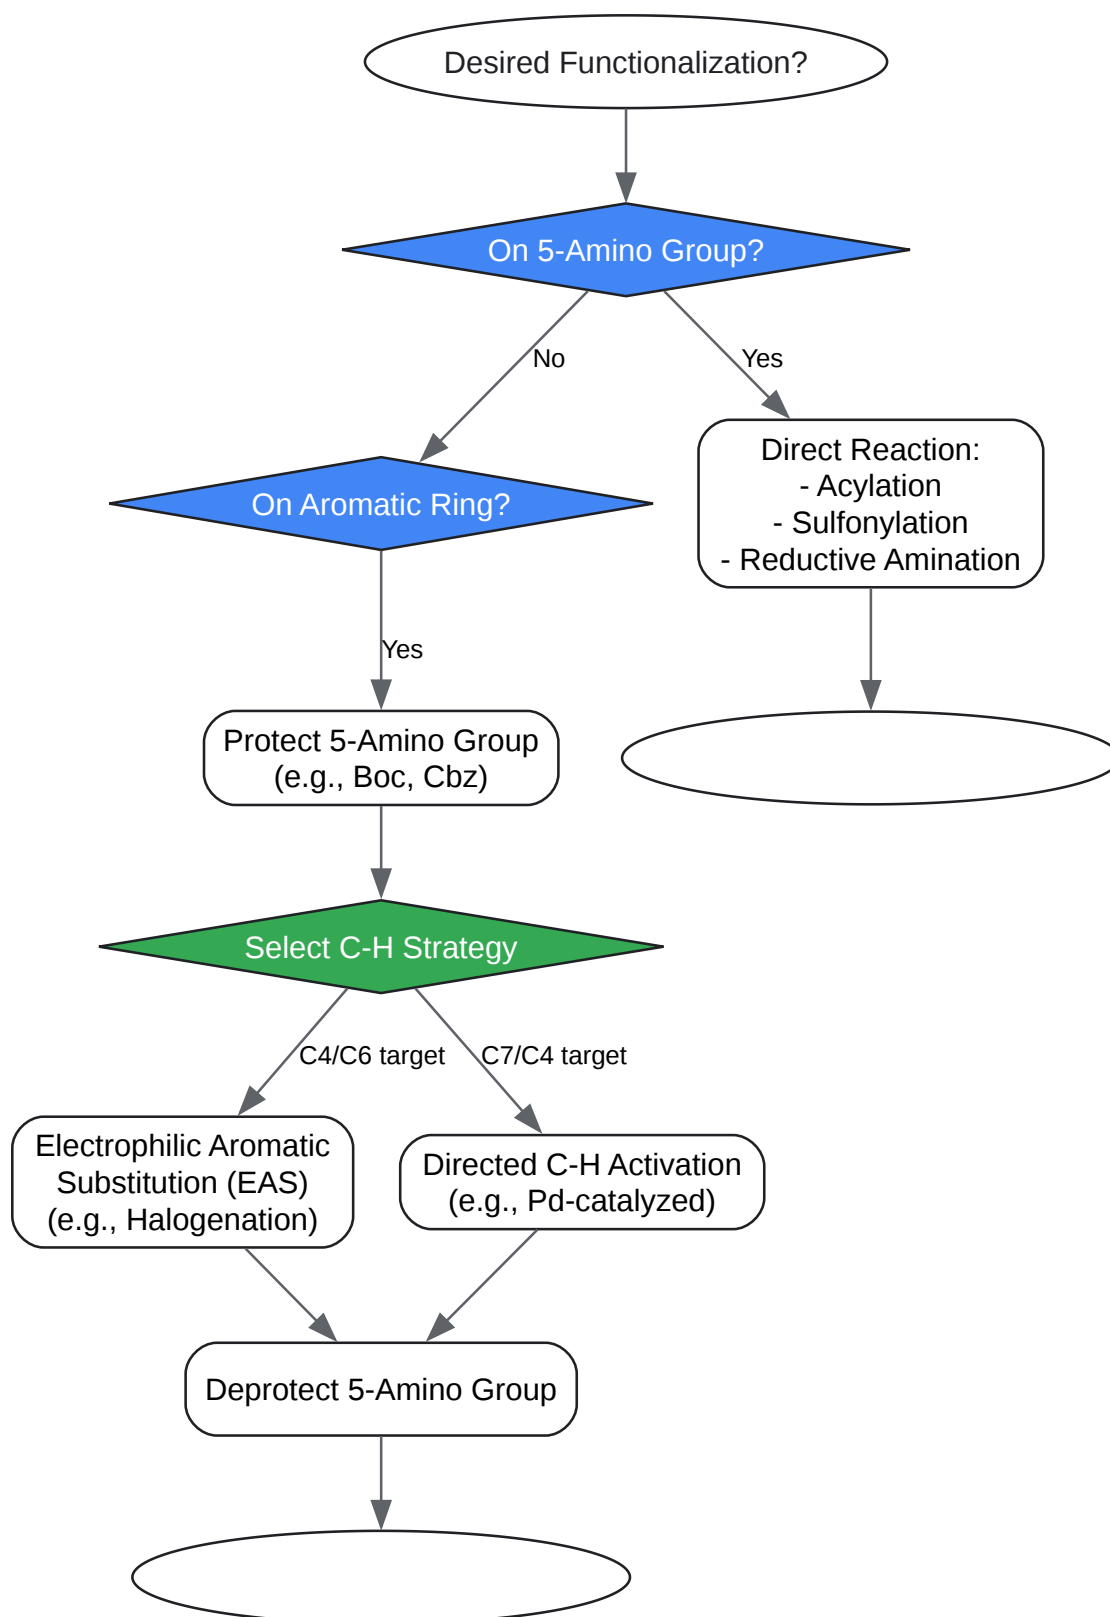 Desired Functionalization?
On 5-Amino Group?
No
Yes
Direct Reaction:
- Acylation
- Sulfonylation
- Reductive Amination
On Aromatic Ring?
Yes
Protect 5-Amino Group
(e.g., Boc, Cbz)
Select C-H Strategy
C4/C6 target
C7/C4 target
Electrophilic Aromatic
Substitution (EAS)
(e.g., Halogenation)
Directed C-H Activation
(e.g., Pd-catalyzed)
Deprotect 5-Amino Group